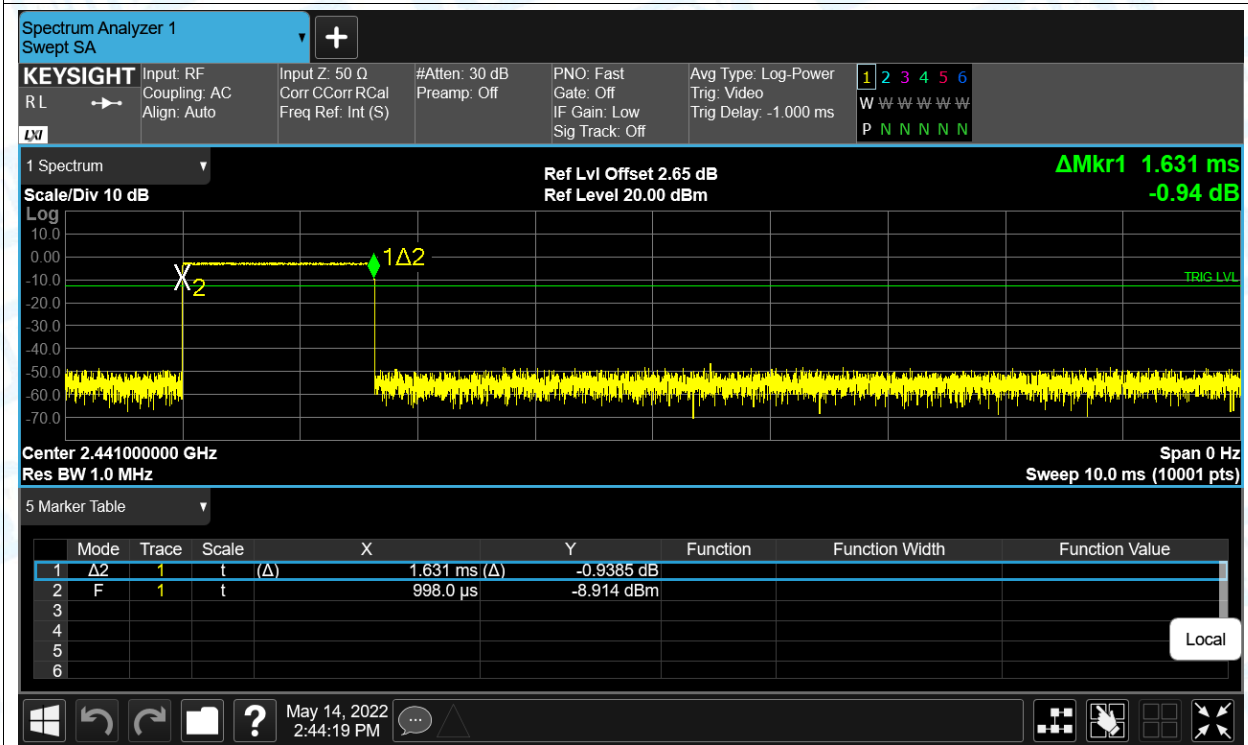 Spectrum Analyzer 1
Swept SA
+
KEYSIGHT Input: RF Input Z: 50 Ω #Atten: 30 dB PNO: Fast Avg Type: Log-Power 1 2 3 4 5 6
RL Coupling: AC Corr CCorr RCal Preamp: Off Gate: Off Trig: Video W W W W W W
Align: Auto Freq Ref: Int (S) IF Gain: Low Trig Delay: -1.000 ms
LXI Sig Track: Off P N N N N N
1 Spectrum Ref Lvl Offset 2.65 dB ΔMkr1 1.631 ms
Scale/Div 10 dB Ref Level 20.00 dBm -0.94 dB
Log
10.0
0.00 1Δ2
-10.0 X2 TRIG LVL
-20.0
-30.0
-40.0
-50.0
-60.0
-70.0
Center 2.441000000 GHz Span 0 Hz
Res BW 1.0 MHz Sweep 10.0 ms (10001 pts)
5 Marker Table
Mode Trace Scale X Y Function Function Width Function Value
1 Δ2 1 t (Δ) 1.631 ms (Δ) -0.9385 dB
2 F 1 t 998.0 µs -8.914 dBm
3
4
5
6
Local
? May 14, 2022
2:44:19 PM